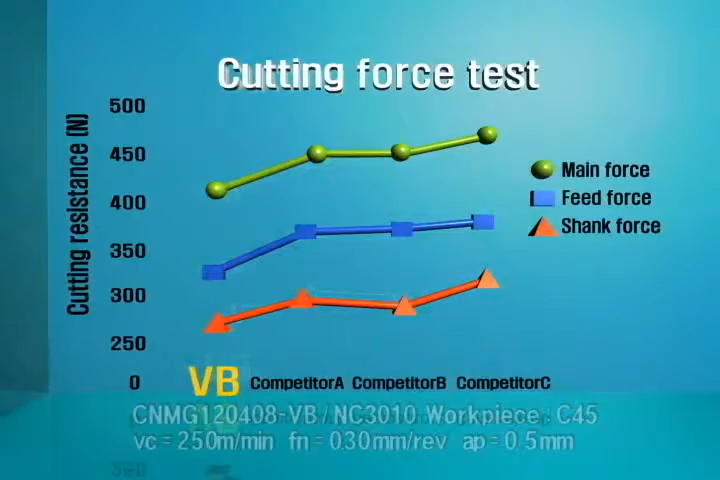 Cutting force test
Cutting resistance (N)
500
450
400
350
300
250
0
Main force
Feed force
Shank force
VB CompetitorA CompetitorB CompetitorC
CNMG120408-VB / NC3010 Workpiece: C45
vc = 250m/min fn = 0.30mm/rev ap = 0.5mm